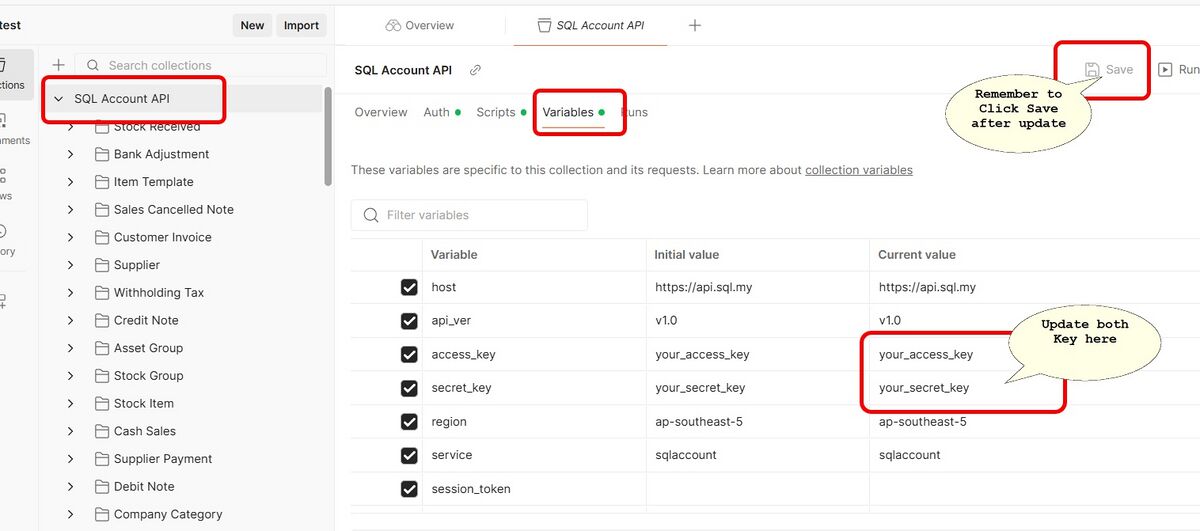 test
New
Import
Overview
SQL Account API
Search collections
SQL Account API
Save
Run
ctions
SQL Account API
Remember to
Click Save
after update
Overview
Auth
Scripts
Variables
Runs
Stock Received
Bank Adjustment
Item Template
Sales Cancelled Note
Customer Invoice
Supplier
Withholding Tax
Credit Note
Asset Group
Stock Group
Stock Item
Cash Sales
Supplier Payment
Debit Note
Company Category
nments
ws
ory
These variables are specific to this collection and its requests. Learn more about collection variables
Filter variables
Variable Initial value Current value
host https://api.sql.my https://api.sql.my
api_ver v1.0 v1.0
Update both
Key here
access_key your_access_key your_access_key
secret_key your_secret_key your_secret_key
region ap-southeast-5 ap-southeast-5
service sqlaccount sqlaccount
session_token